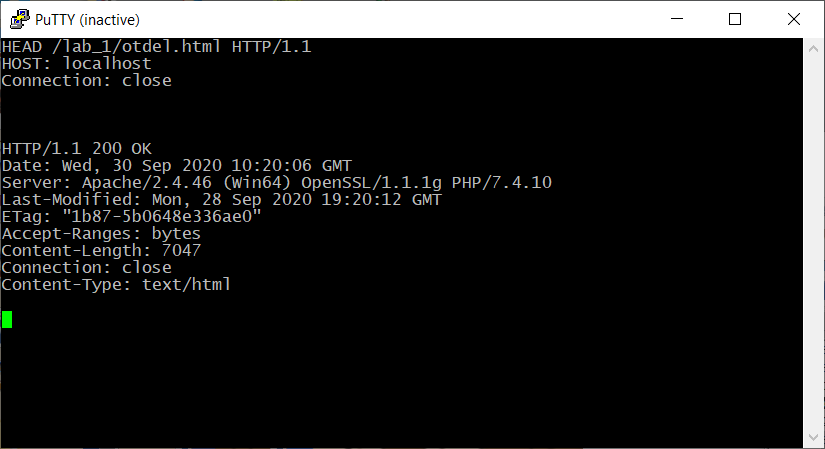 PuTTY (inactive)
HEAD /lab_1/otdel.html HTTP/1.1
HOST: localhost
Connection: close
HTTP/1.1 200 OK
Date: Wed, 30 Sep 2020 10:20:06 GMT
Server: Apache/2.4.46 (Win64) OpenSSL/1.1.1g PHP/7.4.10
Last-Modified: Mon, 28 Sep 2020 19:20:12 GMT
ETag: "1b87-5b0648e336ae0"
Accept-Ranges: bytes
Content-Length: 7047
Connection: close
Content-Type: text/html